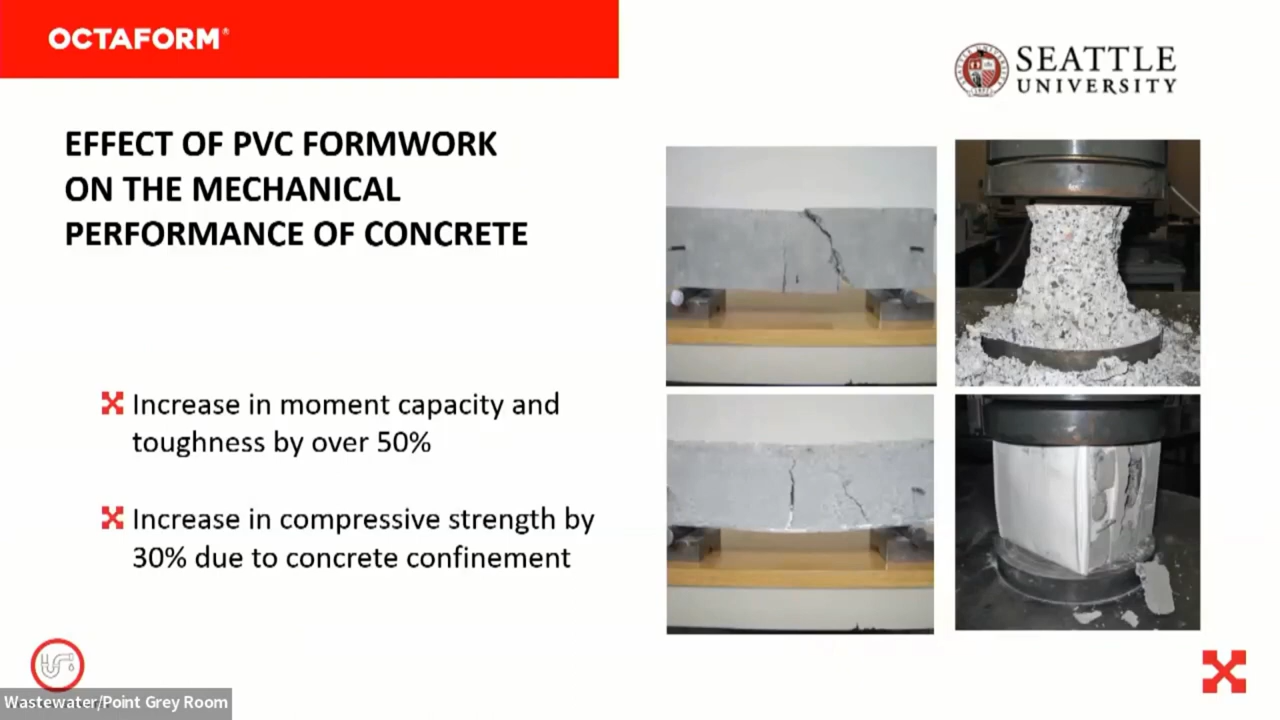 OCTAFORM®
SEATTLE
UNIVERSITY
EFFECT OF PVC FORMWORK
ON THE MECHANICAL
PERFORMANCE OF CONCRETE
Increase in moment capacity and
toughness by over 50%
Increase in compressive strength by
30% due to concrete confinement
Wastewater/Point Grey Room